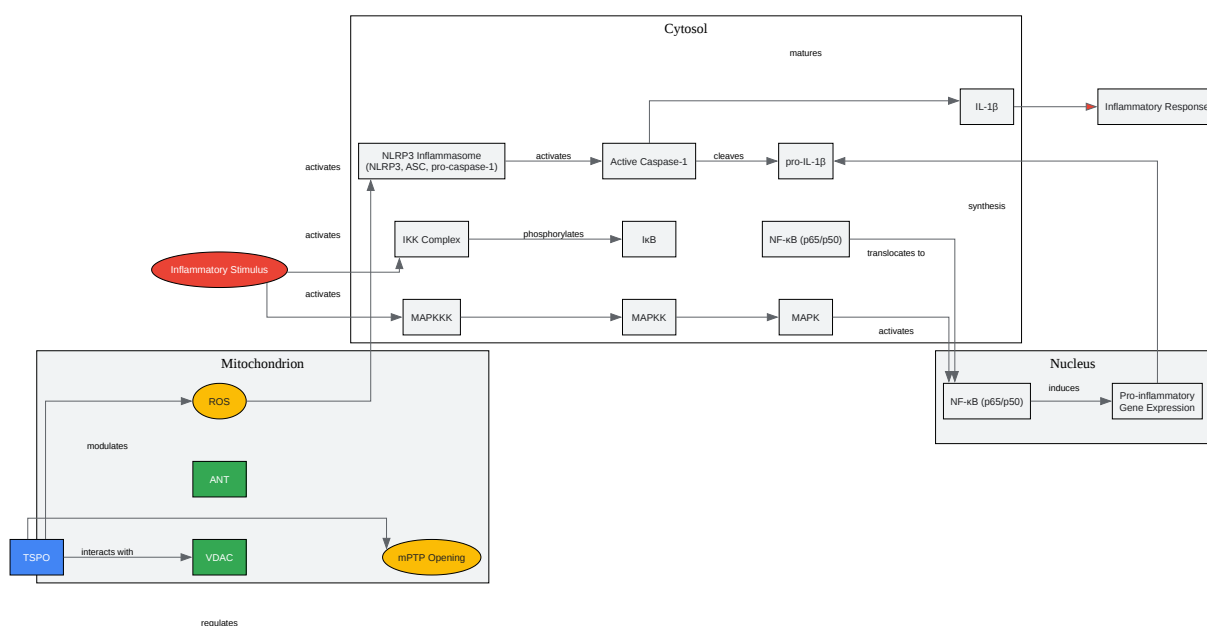 Cytosol
matures
IL-1β
Inflammatory Response
NLRP3 Inflammasome
(NLRP3, ASC, pro-caspase-1)
activates
Active Caspase-1
cleaves
pro-IL-1β
activates
synthesis
activates
IKK Complex
phosphorylates
IκB
NF-κB (p65/p50)
translocates to
Inflammatory Stimulus
activates
MAPKKK
MAPKK
MAPK
activates
Mitochondrion
Nucleus
ROS
NF-κB (p65/p50)
induces
Pro-inflammatory
Gene Expression
modulates
ANT
TSPO
interacts with
VDAC
mPTP Opening
regulates